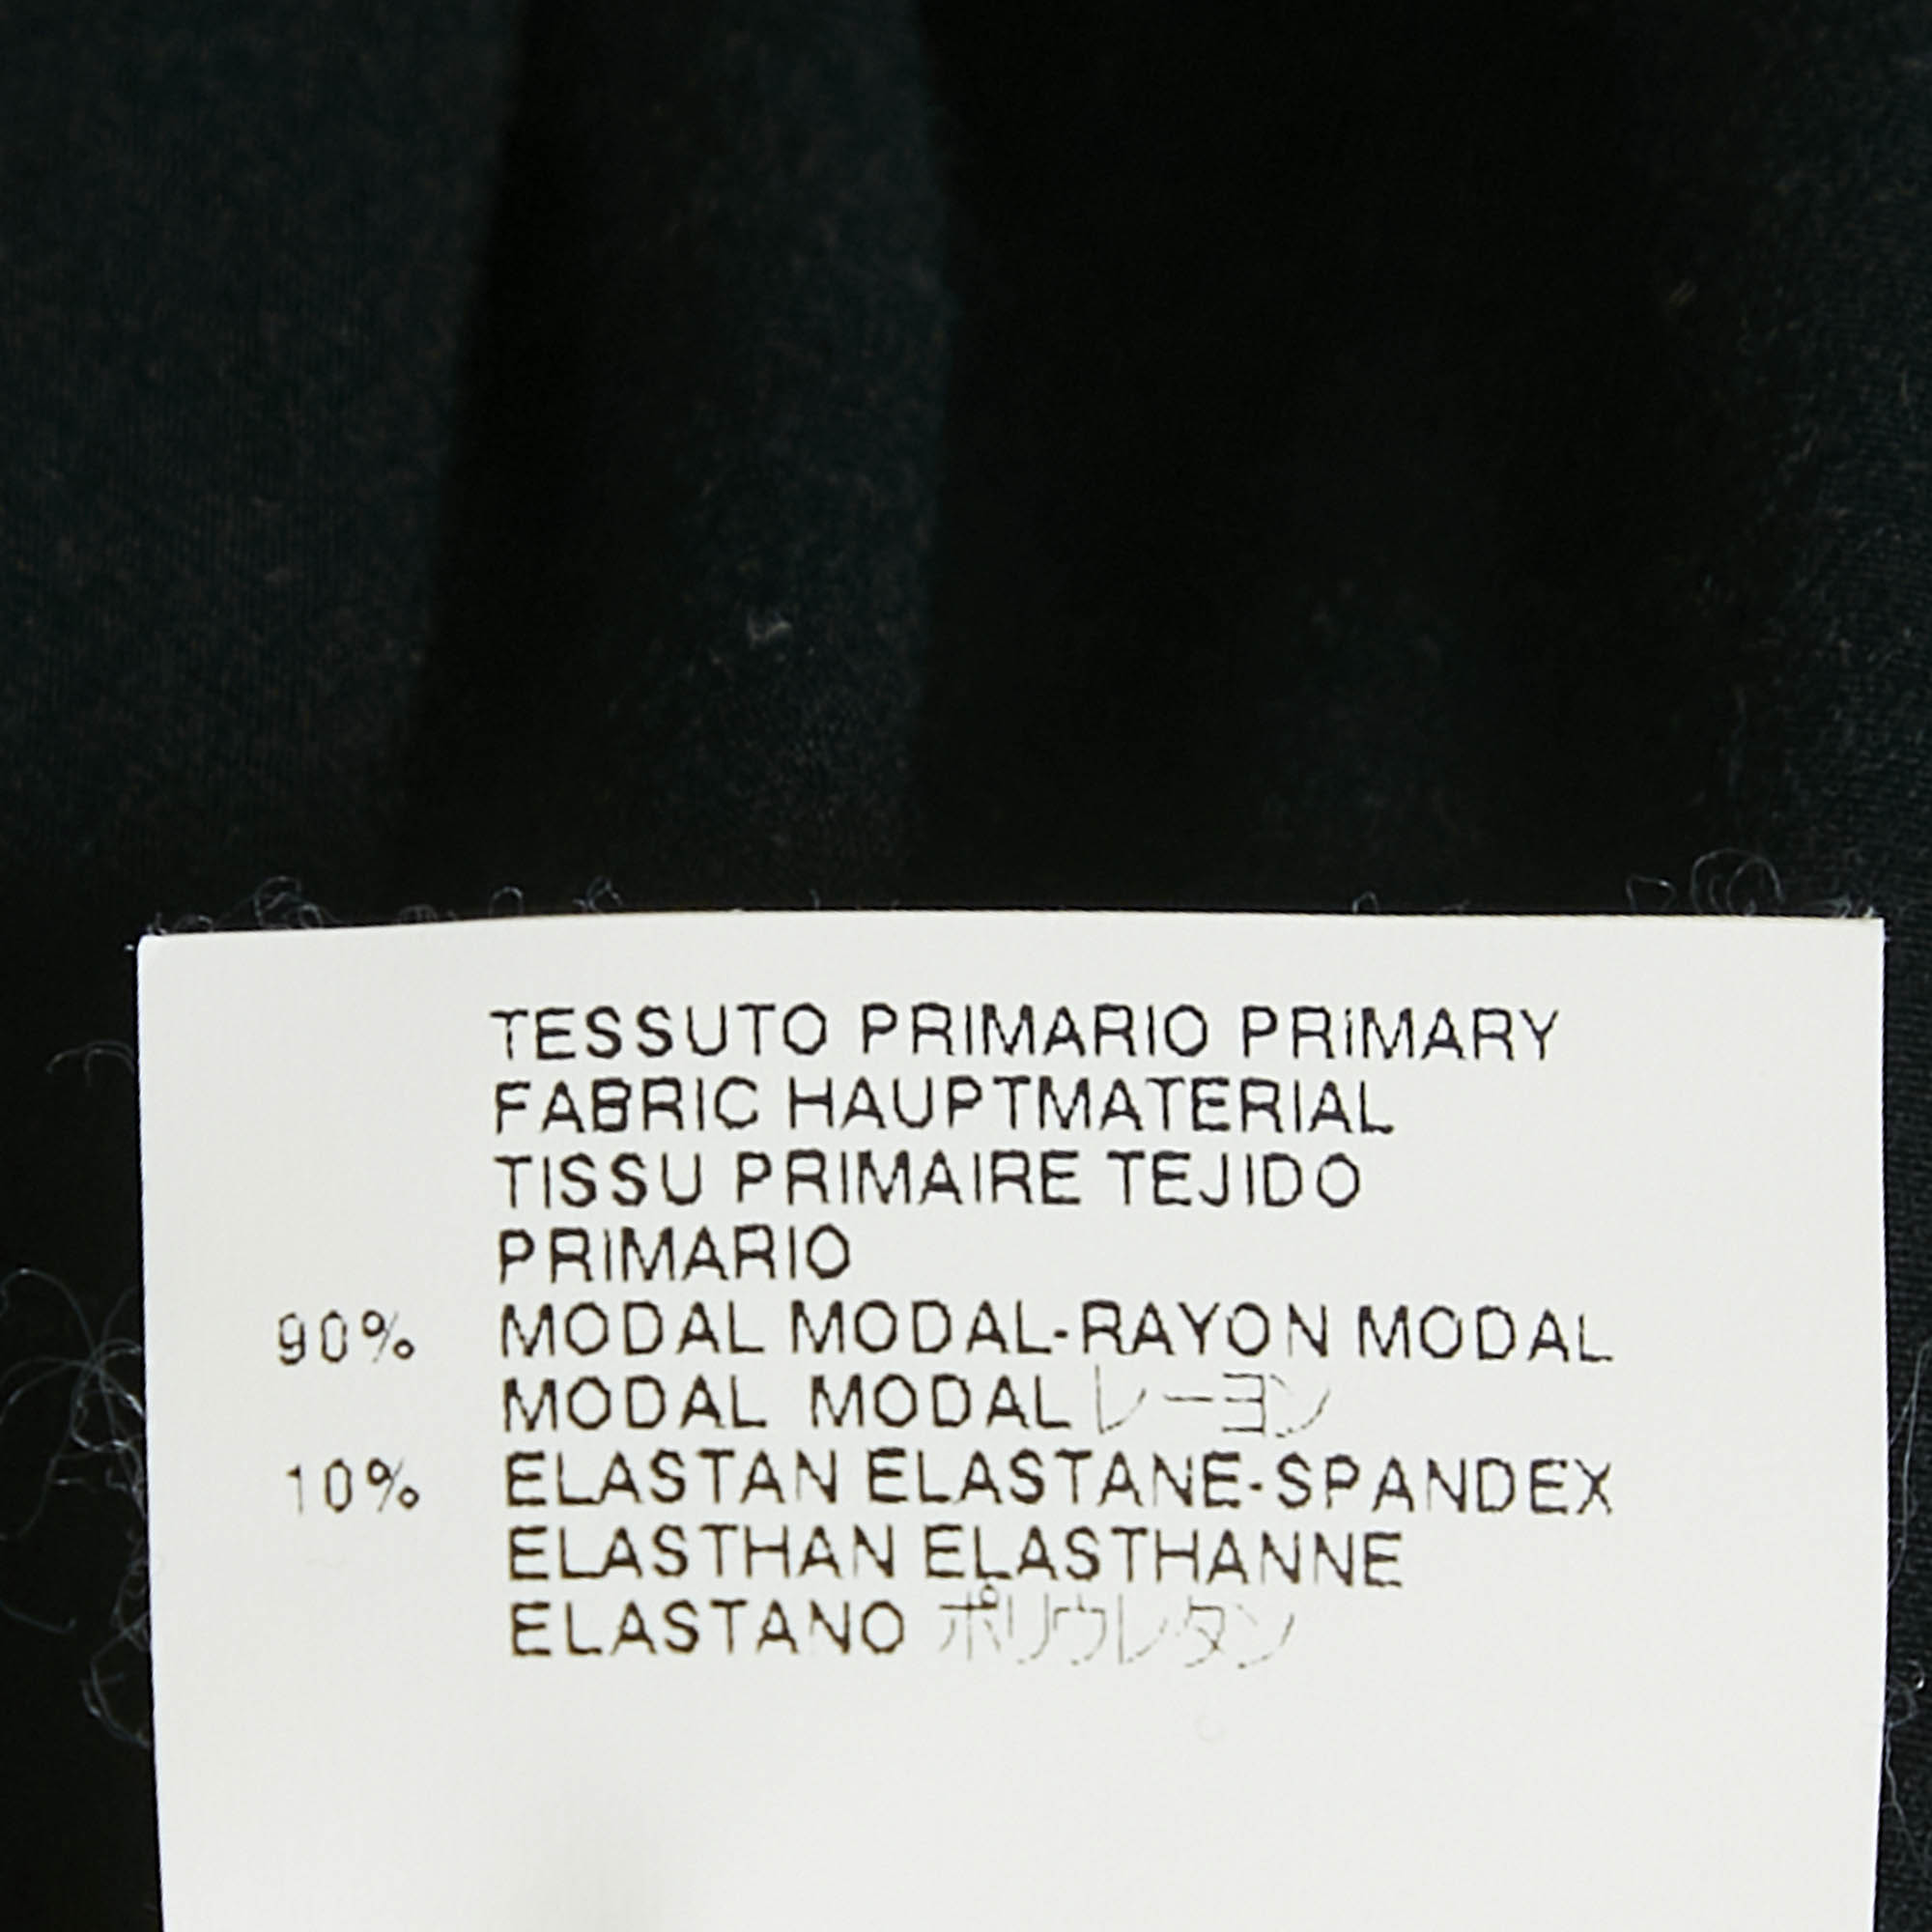 TESSUTO PRIMARIO PRIMARY
FABRIC HAUPTMATERIAL
TISSU PRIMAIRE TEJIDO
PRIMARIO
90% MODAL MODAL-RAYON MODAL
MODAL MODAL レーヨン
10% ELASTAN ELASTANE-SPANDEX
ELASTHAN ELASTHANNE
ELASTANO ポリウレタン